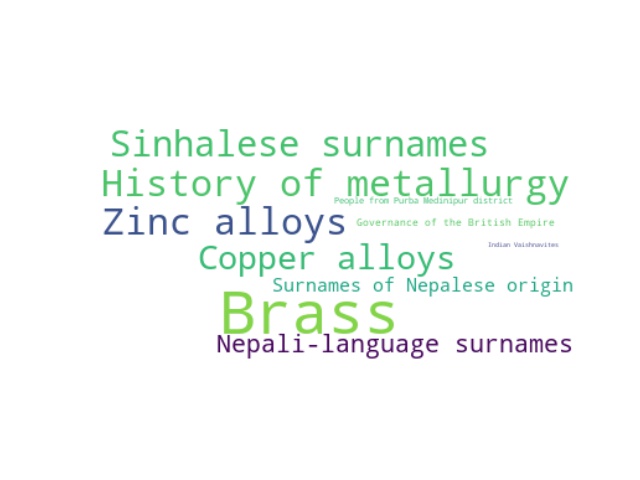 Sinhalese surnames
History of metallurgy
People from Purba Medinipur district
Zinc alloys
Governance of the British Empire
Indian Vaishnavites
Copper alloys
Surnames of Nepalese origin
Brass
Nepali-language surnames